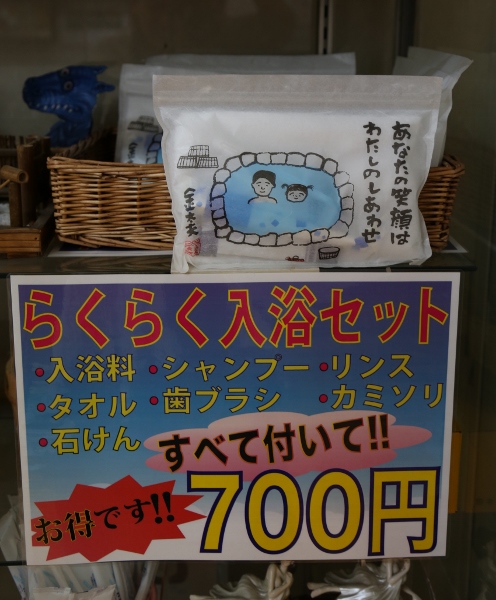 あなたの笑顔は
わたしのしあわせ
らくらく入浴セット
・入浴料・シャンプー・リンス
・タオル・歯ブラシ・カミソリ
・石けん
すべて付いて!!
お得です!!
700円